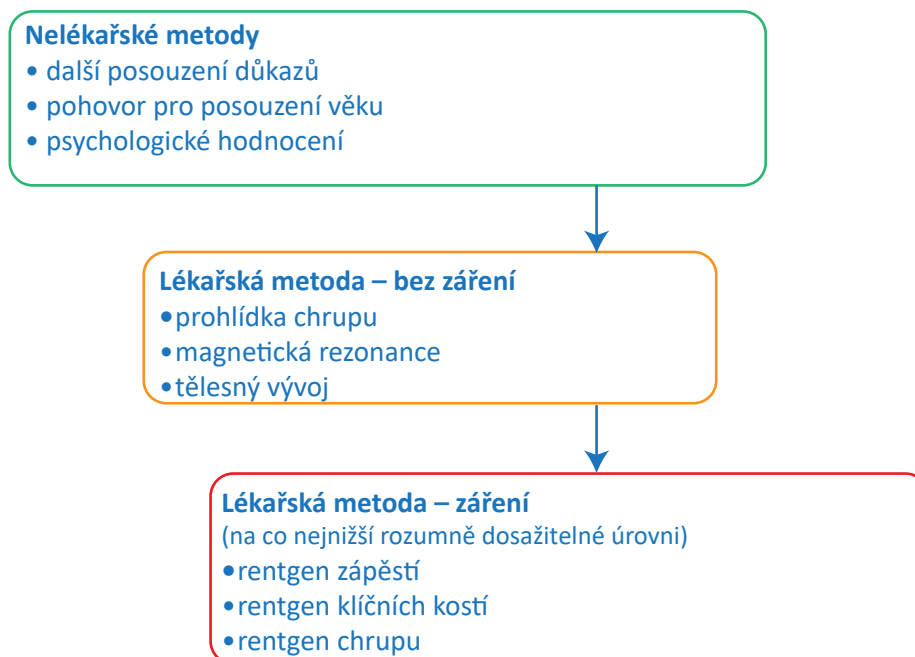 Nelékařské metody
• další posouzení důkazů
• pohovor pro posouzení věku
• psychologické hodnocení
Lékařská metoda – bez záření
•prohlídka chrupu
•magnetická rezonance
•tělesný vývoj
Lékařská metoda – záření
(na co nejnižší rozumně dosažitelné úrovni)
•rentgen zápěstí
•rentgen klíčních kostí
•rentgen chrupu